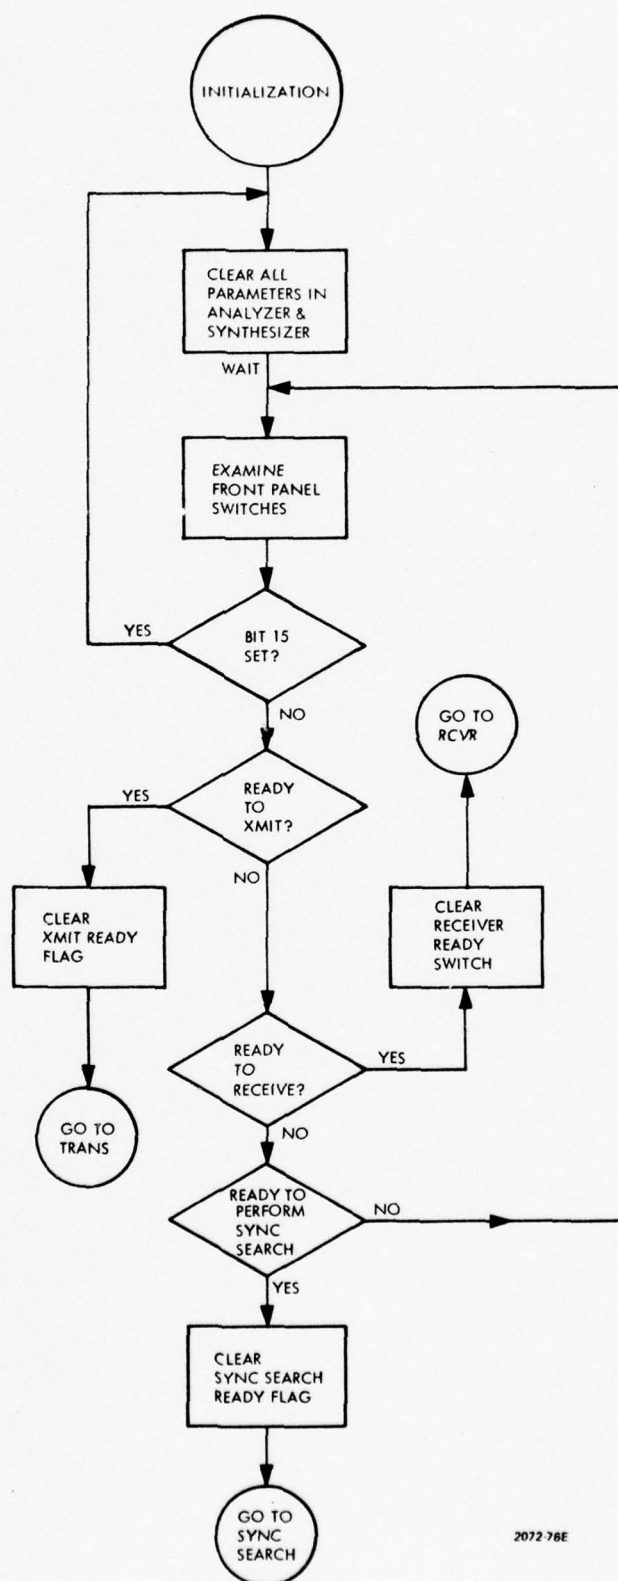 INITIALIZATION
CLEAR ALL
PARAMETERS IN
ANALYZER &
SYNTHESIZER
WAIT
EXAMINE
FRONT PANEL
SWITCHES
YES
BIT 15
SET?
NO
GO TO
RCVR
YES
READY
TO
XMIT?
NO
CLEAR
XMIT READY
FLAG
CLEAR
RECEIVER
READY
SWITCH
READY
TO
RECEIVE?
YES
GO TO
TRANS
NO
READY TO
PERFORM
SYNC
SEARCH
NO
YES
CLEAR
SYNC SEARCH
READY FLAG
GO TO
SYNC
SEARCH
2072-76E